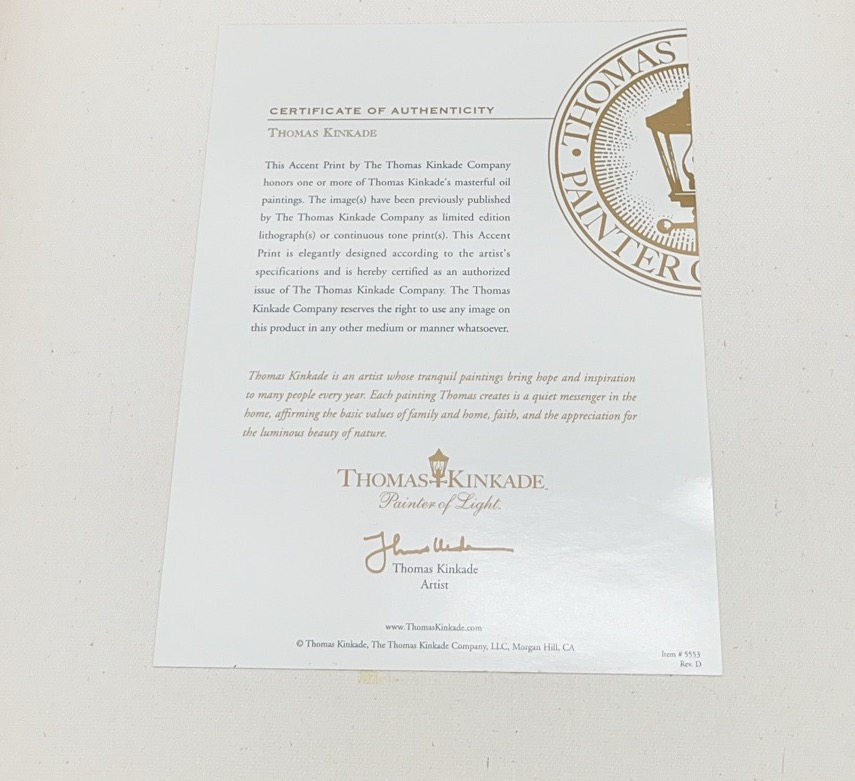 CERTIFICATE OF AUTHENTICITY
THOMAS KINKADE
THOMAS
PAINTER
This Accent Print by The Thomas Kinkade Company
honors one or more of Thomas Kinkade's masterful oil
paintings. The image(s) have been previously published
by The Thomas Kinkade Company as limited edition
lithograph(s) or continuous tone print(s). This Accent
Print is elegantly designed according to the artist's
specifications and is hereby certified as an authorized
issue of The Thomas Kinkade Company. The Thomas
Kinkade Company reserves the right to use any image on
this product in any other medium or manner whatsoever.
Thomas Kinkade is an artist whose tranquil paintings bring hope and inspiration
to many people every year. Each painting Thomas creates is a quiet messenger in the
home, affirming the basic values of family and home, faith, and the appreciation for
the luminous beauty of nature.
THOMAS KINKADE
Painter of Light
Thomas Kinkade
Artist
www.ThomasKinkade.com
© Thomas Kinkade, The Thomas Kinkade Company, LLC, Morgan Hill, CA
Item # 5553
Rev. D